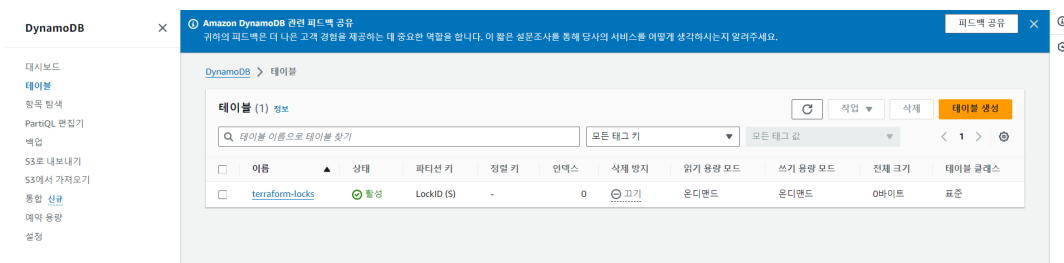 DynamoDB
Amazon DynamoDB 관련 피드백 공유
귀하의 피드백은 더 나은 고객 경험을 제공하는 데 중요한 역할을 합니다. 이 짧은 설문조사를 통해 당사의 서비스를 어떻게 생각하시는지 알려주세요.
피드백 공유
대시보드
테이블
항목 탐색
PartiQL 편집기
백업
S3로 내보내기
S3에서 가져오기
통합 신규
예약 용량
설정
DynamoDB > 테이블
테이블 (1) 정보
작업 삭제 테이블 생성
테이블 이름으로 테이블 찾기 모든 태그 키 모든 태그 값 < 1 >
이름 상태 파티션 키 정렬 키 인덱스 삭제 방지 읽기 용량 모드 쓰기 용량 모드 전체 크기 테이블 클래스
terraform-locks 활성 LockID (S) - 0 끄기 온디맨드 온디맨드 0바이트 표준